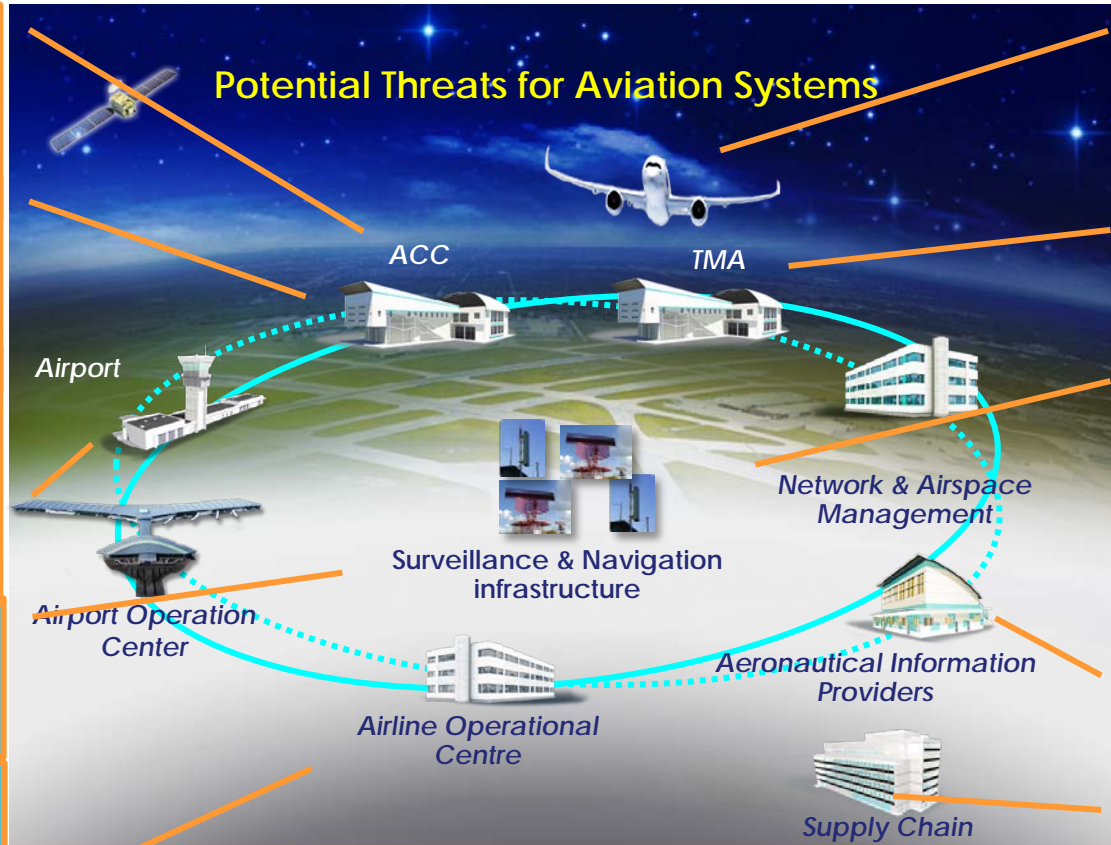 Potential Threats for Aviation Systems
ACC
TMA
Airport
Network & Airspace
Management
Surveillance & Navigation
infrastructure
Airport Operation
Center
Aeronautical Information
Providers
Airline Operational
Centre
Supply Chain